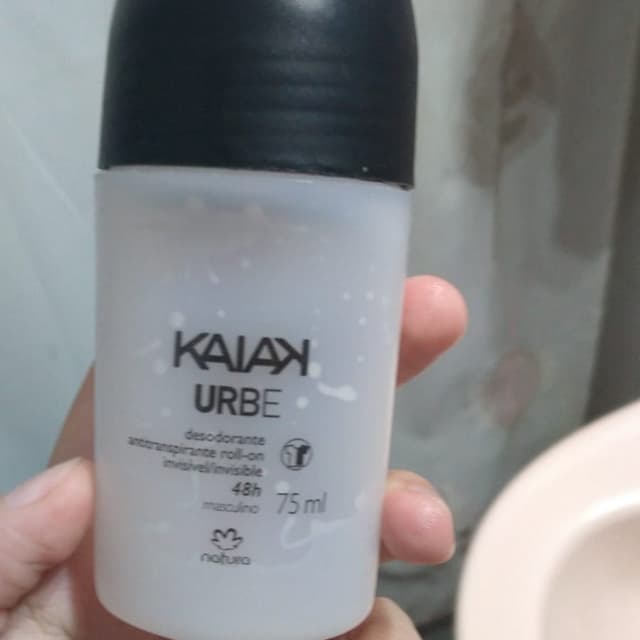 KAIAK
URBE
desodorante
antitranspirante roll-on
invisível/invisible
48h
masculino 75 ml
natura